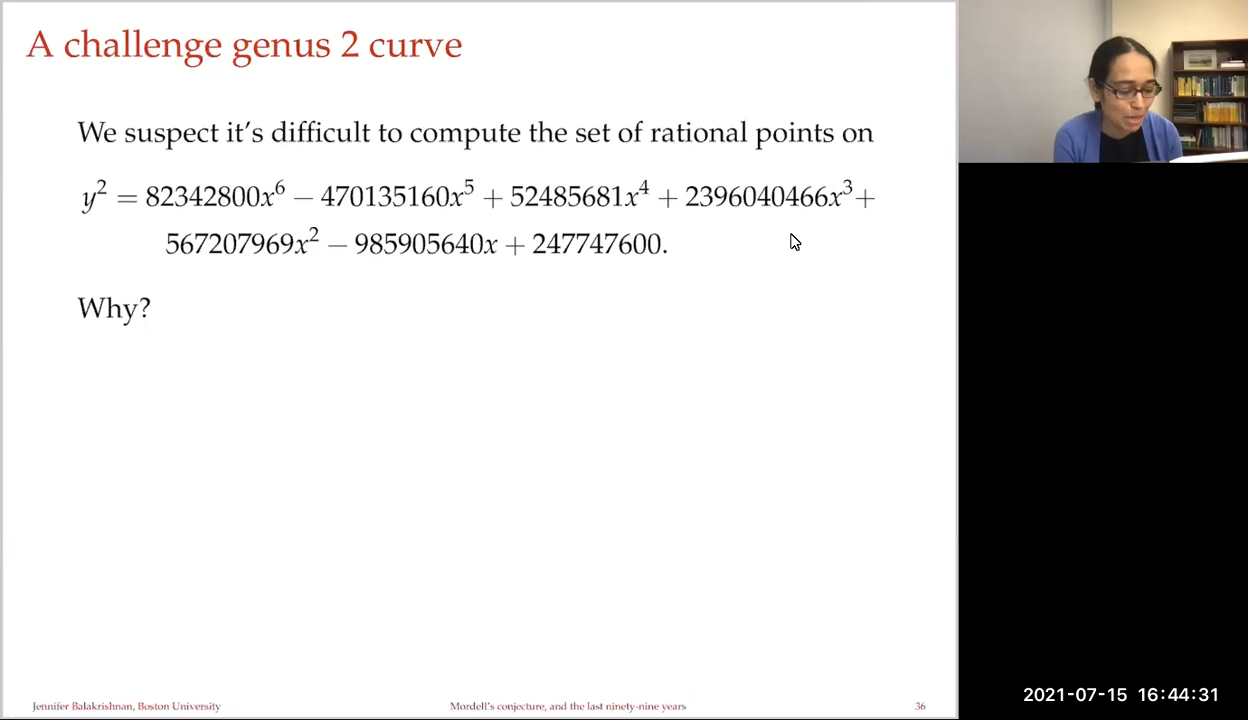 A challenge genus 2 curve
We suspect it's difficult to compute the set of rational points on
y² = 82342800x⁶ − 470135160x⁵ + 52485681x⁴ + 2396040466x³+
567207969x² − 985905640x + 247747600.
Why?
Jennifer Balakrishnan, Boston University
Mordell's conjecture, and the last ninety-nine years
36
2021-07-15 16:44:31